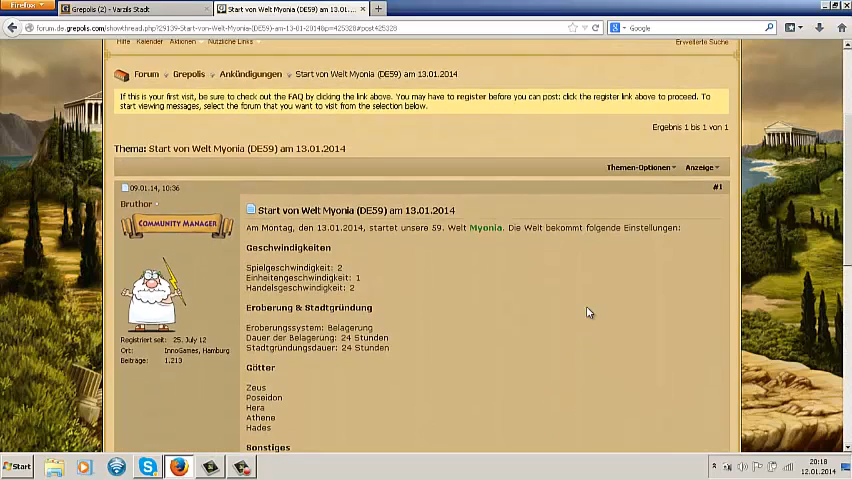 Firefox
Grepolis () - Varzils Stadt
Start von Welt Myonia (DE59) am 13.01....
forum.de.grepolis.com/showthread.php?29139-Start-von-Welt-Myonia-(DE59)-am-13-01-2014&p=425328#post425328
Google
Hilfe Kalender Aktionen Nützliche Links
Erweiterte Suche
Forum Grepolis Ankündigungen Start von Welt Myonia (DE59) am 13.01.2014
If this is your first visit, be sure to check out the FAQ by clicking the link above. You may have to register before you can post: click the register link above to proceed. To
start viewing messages, select the forum that you want to visit from the selection below.
Ergebnis 1 bis 1 von 1
Thema: Start von Welt Myonia (DE59) am 13.01.2014
Themen-Optionen Anzeige
09.01.14, 10:36
#1
Bruthor
COMMUNITY MANAGER
Registriert seit: 25. July 12
Ort: InnoGames, Hamburg
Beiträge: 1.213
Start von Welt Myonia (DE59) am 13.01.2014
Am Montag, den 13.01.2014, startet unsere 59. Welt Myonia. Die Welt bekommt folgende Einstellungen:
Geschwindigkeiten
Spielgeschwindigkeit: 2
Einheitengeschwindigkeit: 1
Handelsgeschwindigkeit: 2
Eroberung & Stadtgründung
Eroberungssystem: Belagerung
Dauer der Belagerung: 24 Stunden
Stadtgründungsdauer: 24 Stunden
Götter
Zeus
Poseidon
Hera
Athene
Hades
Sonstiges
Start
20:18
12.01.2014